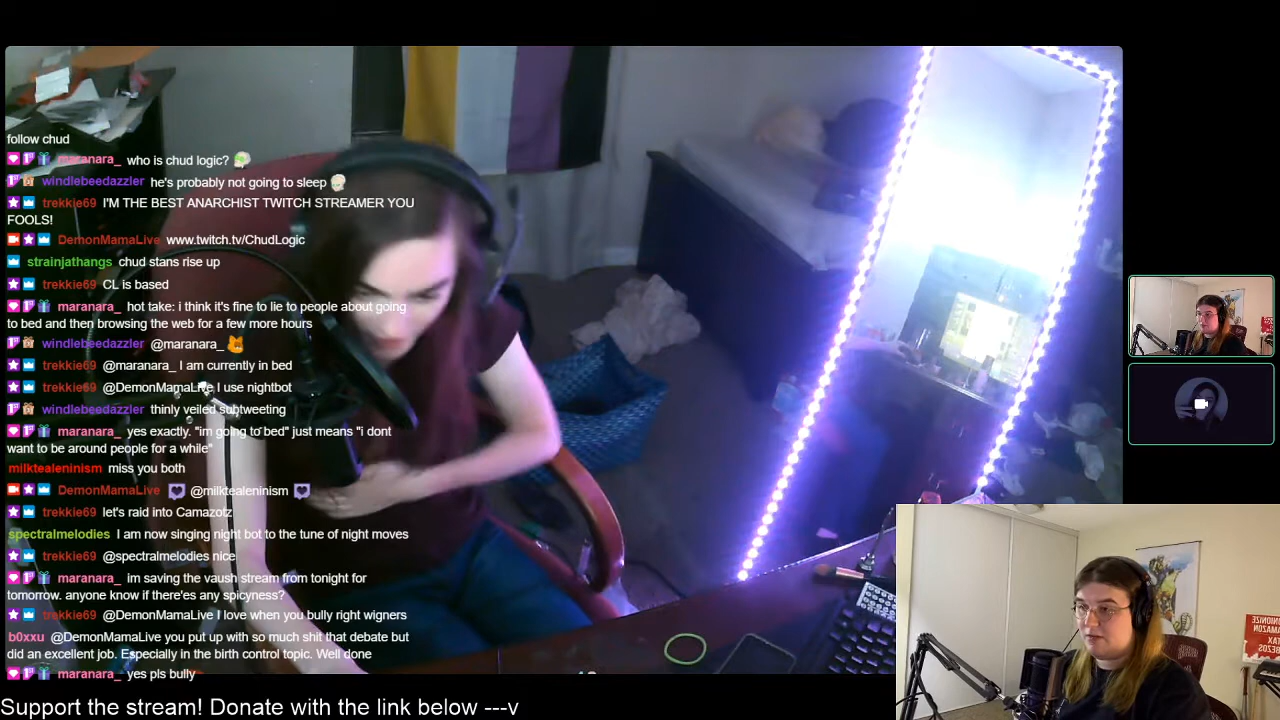 follow chud
maranara_ who is chud logic?
windlebeedazzler he's probably not going to sleep
trekkie69 I'M THE BEST ANARCHIST TWITCH STREAMER YOU
FOOLS!
DemonMamaLive www.twitch.tv/ChudLogic
strainjathangs chud stans rise up
trekkie69 CL is based
maranara_ hot take: i think it's fine to lie to people about going
to bed and then browsing the web for a few more hours
windlebeedazzler @maranara_
trekkie69 @maranara_ I am currently in bed
trekkie69 @DemonMamaLive I use nightbot
windlebeedazzler thinly veiled subtweeting
maranara_ yes exactly. "im going to bed" just means "i dont
want to be around people for a while"
milktealeninism miss you both
DemonMamaLive @milktealeninism
trekkie69 let's raid into Camazotz
spectralmelodies I am now singing night bot to the tune of night moves
trekkie69 @spectralmelodies nice
maranara_ im saving the vaush stream from tonight for
tomorrow. anyone know if there'es any spicyness?
trekkie69 @DemonMamaLive I love when you bully right wigners
b0xxu @DemonMamaLive you put up with so much shit that debate but
did an excellent job. Especially in the birth control topic. Well done
maranara_ yes pls bully
Support the stream! Donate with the link below ---v
UNIONIZE
AMAZON
TAX
BEZOS